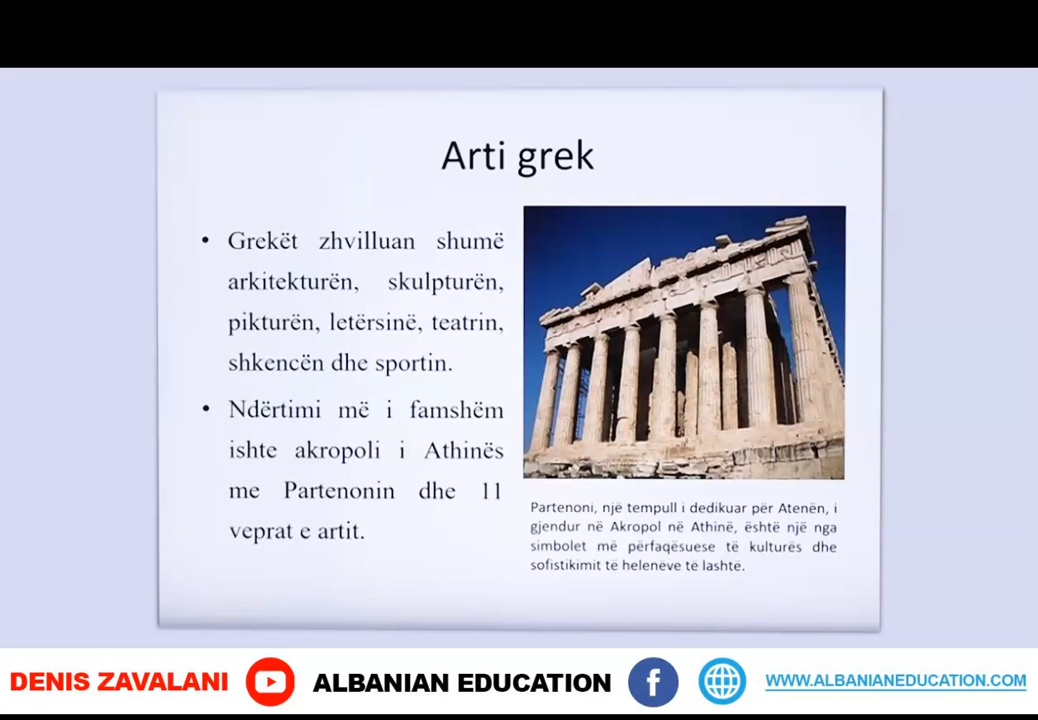 Arti grek
• Grekët zhvilluan shumë
arkitekturën, skulpturën,
pikturën, letërsinë, teatrin,
shkencën dhe sportin.
• Ndërtimi më i famshëm
ishte akropoli i Athinës
me Partenonin dhe 11
veprat e artit.
Partenoni, një tempull i dedikuar për Atenën, i
gjendur në Akropol në Athinë, është një nga
simbolet më përfaqësuese të kulturës dhe
sofistikimit të helenëve të lashtë.
DENIS ZAVALANI ALBANIAN EDUCATION f WWW.ALBANIANEDUCATION.COM